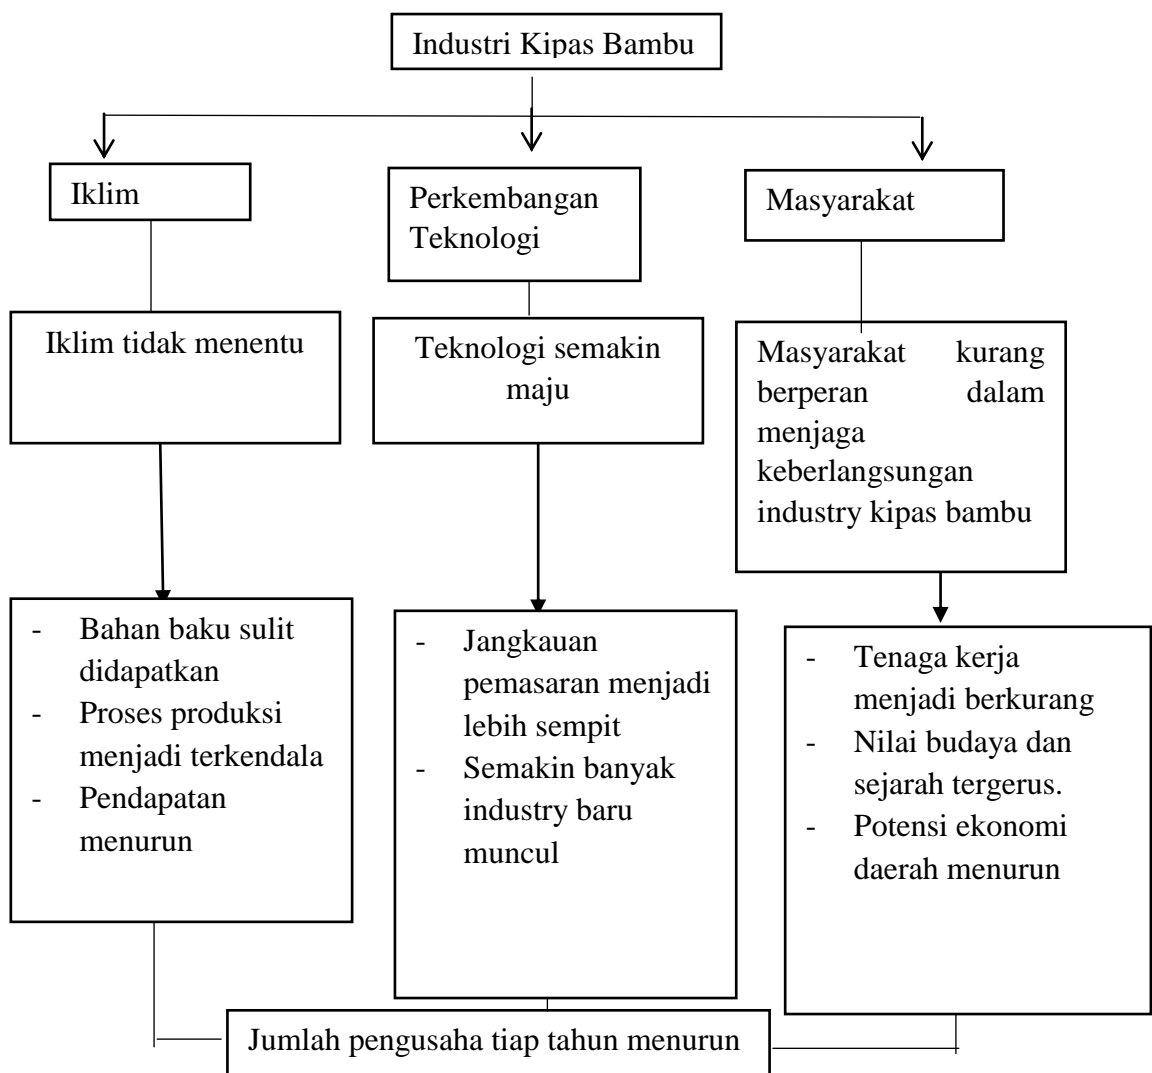 Industri Kipas Bambu
Iklim
Perkembangan
Teknologi
Masyarakat
Iklim tidak menentu
Teknologi semakin
maju
Masyarakat kurang
berperan dalam
menjaga
keberlangsungan
industry kipas bambu
- Bahan baku sulit
didapatkan
- Proses produksi
menjadi terkendala
- Pendapatan
menurun
- Jangkauan
pemasaran menjadi
lebih sempit
- Semakin banyak
industry baru
muncul
- Tenaga kerja
menjadi berkurang
- Nilai budaya dan
sejarah tergerus.
- Potensi ekonomi
daerah menurun
Jumlah pengusaha tiap tahun menurun